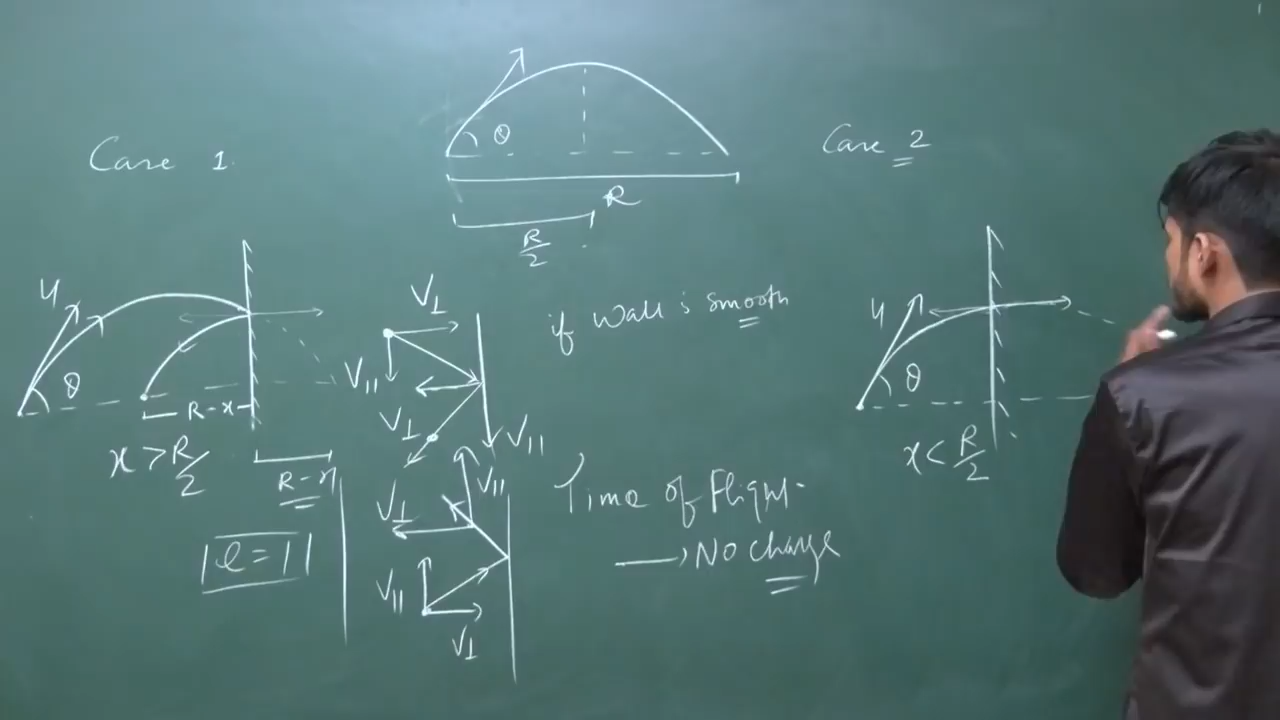 Case 1.
θ
R
R/2
Case 2
u
θ
R-x
x > R/2
R-x
e = 1
V⊥
V||
V⊥
V||
V||
V⊥
V||
V⊥
if Wall is smooth
Time of Flight
→ No change
u
θ
x < R/2